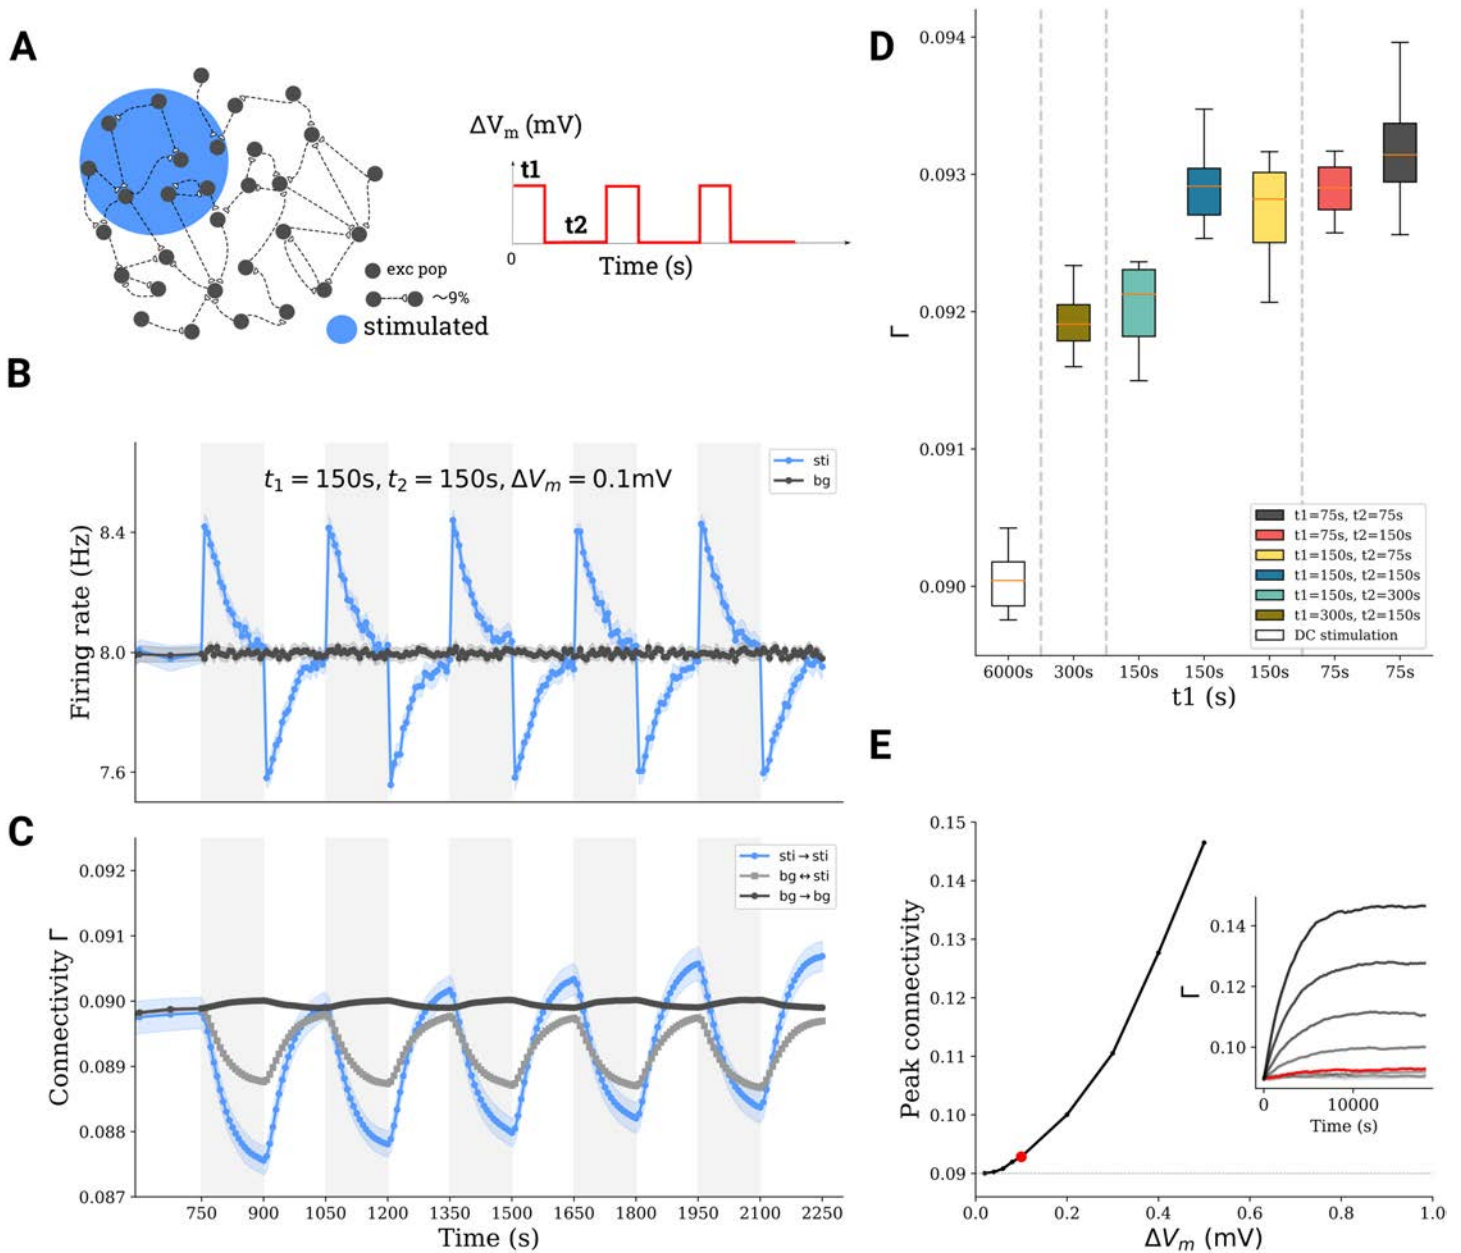 A
ΔVm (mV)
t1
t2
0
Time (s)
exc pop
~9%
stimulated
B
t1 = 150s, t2 = 150s, ΔVm = 0.1mV
sti
bg
Firing rate (Hz)
8.4
8.0
7.6
C
sti→sti
bg↔sti
bg→bg
Connectivity Γ
0.092
0.091
0.090
0.089
0.088
0.087
750 900 1050 1200 1350 1500 1650 1800 1950 2100 2250
Time (s)
D
Γ
0.094
0.093
0.092
0.091
0.090
t1=75s, t2=75s
t1=75s, t2=150s
t1=150s, t2=75s
t1=150s, t2=150s
t1=150s, t2=300s
t1=300s, t2=150s
DC stimulation
6000s 300s 150s 150s 150s 75s 75s
t1 (s)
E
Peak connectivity
0.15
0.14
0.13
0.12
0.11
0.10
0.09
0.0 0.2 0.4 0.6 0.8 1.0
ΔVm (mV)
Γ
0.14
0.12
0.10
0 10000
Time (s)